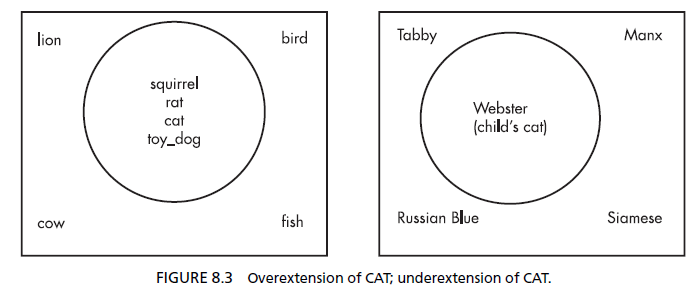 lion
bird
squirrel
rat
cat
toy_dog
cow
fish
Tabby
Manx
Webster
(child's cat)
Russian Blue
Siamese
FIGURE 8.3 Overextension of CAT; underextension of CAT.